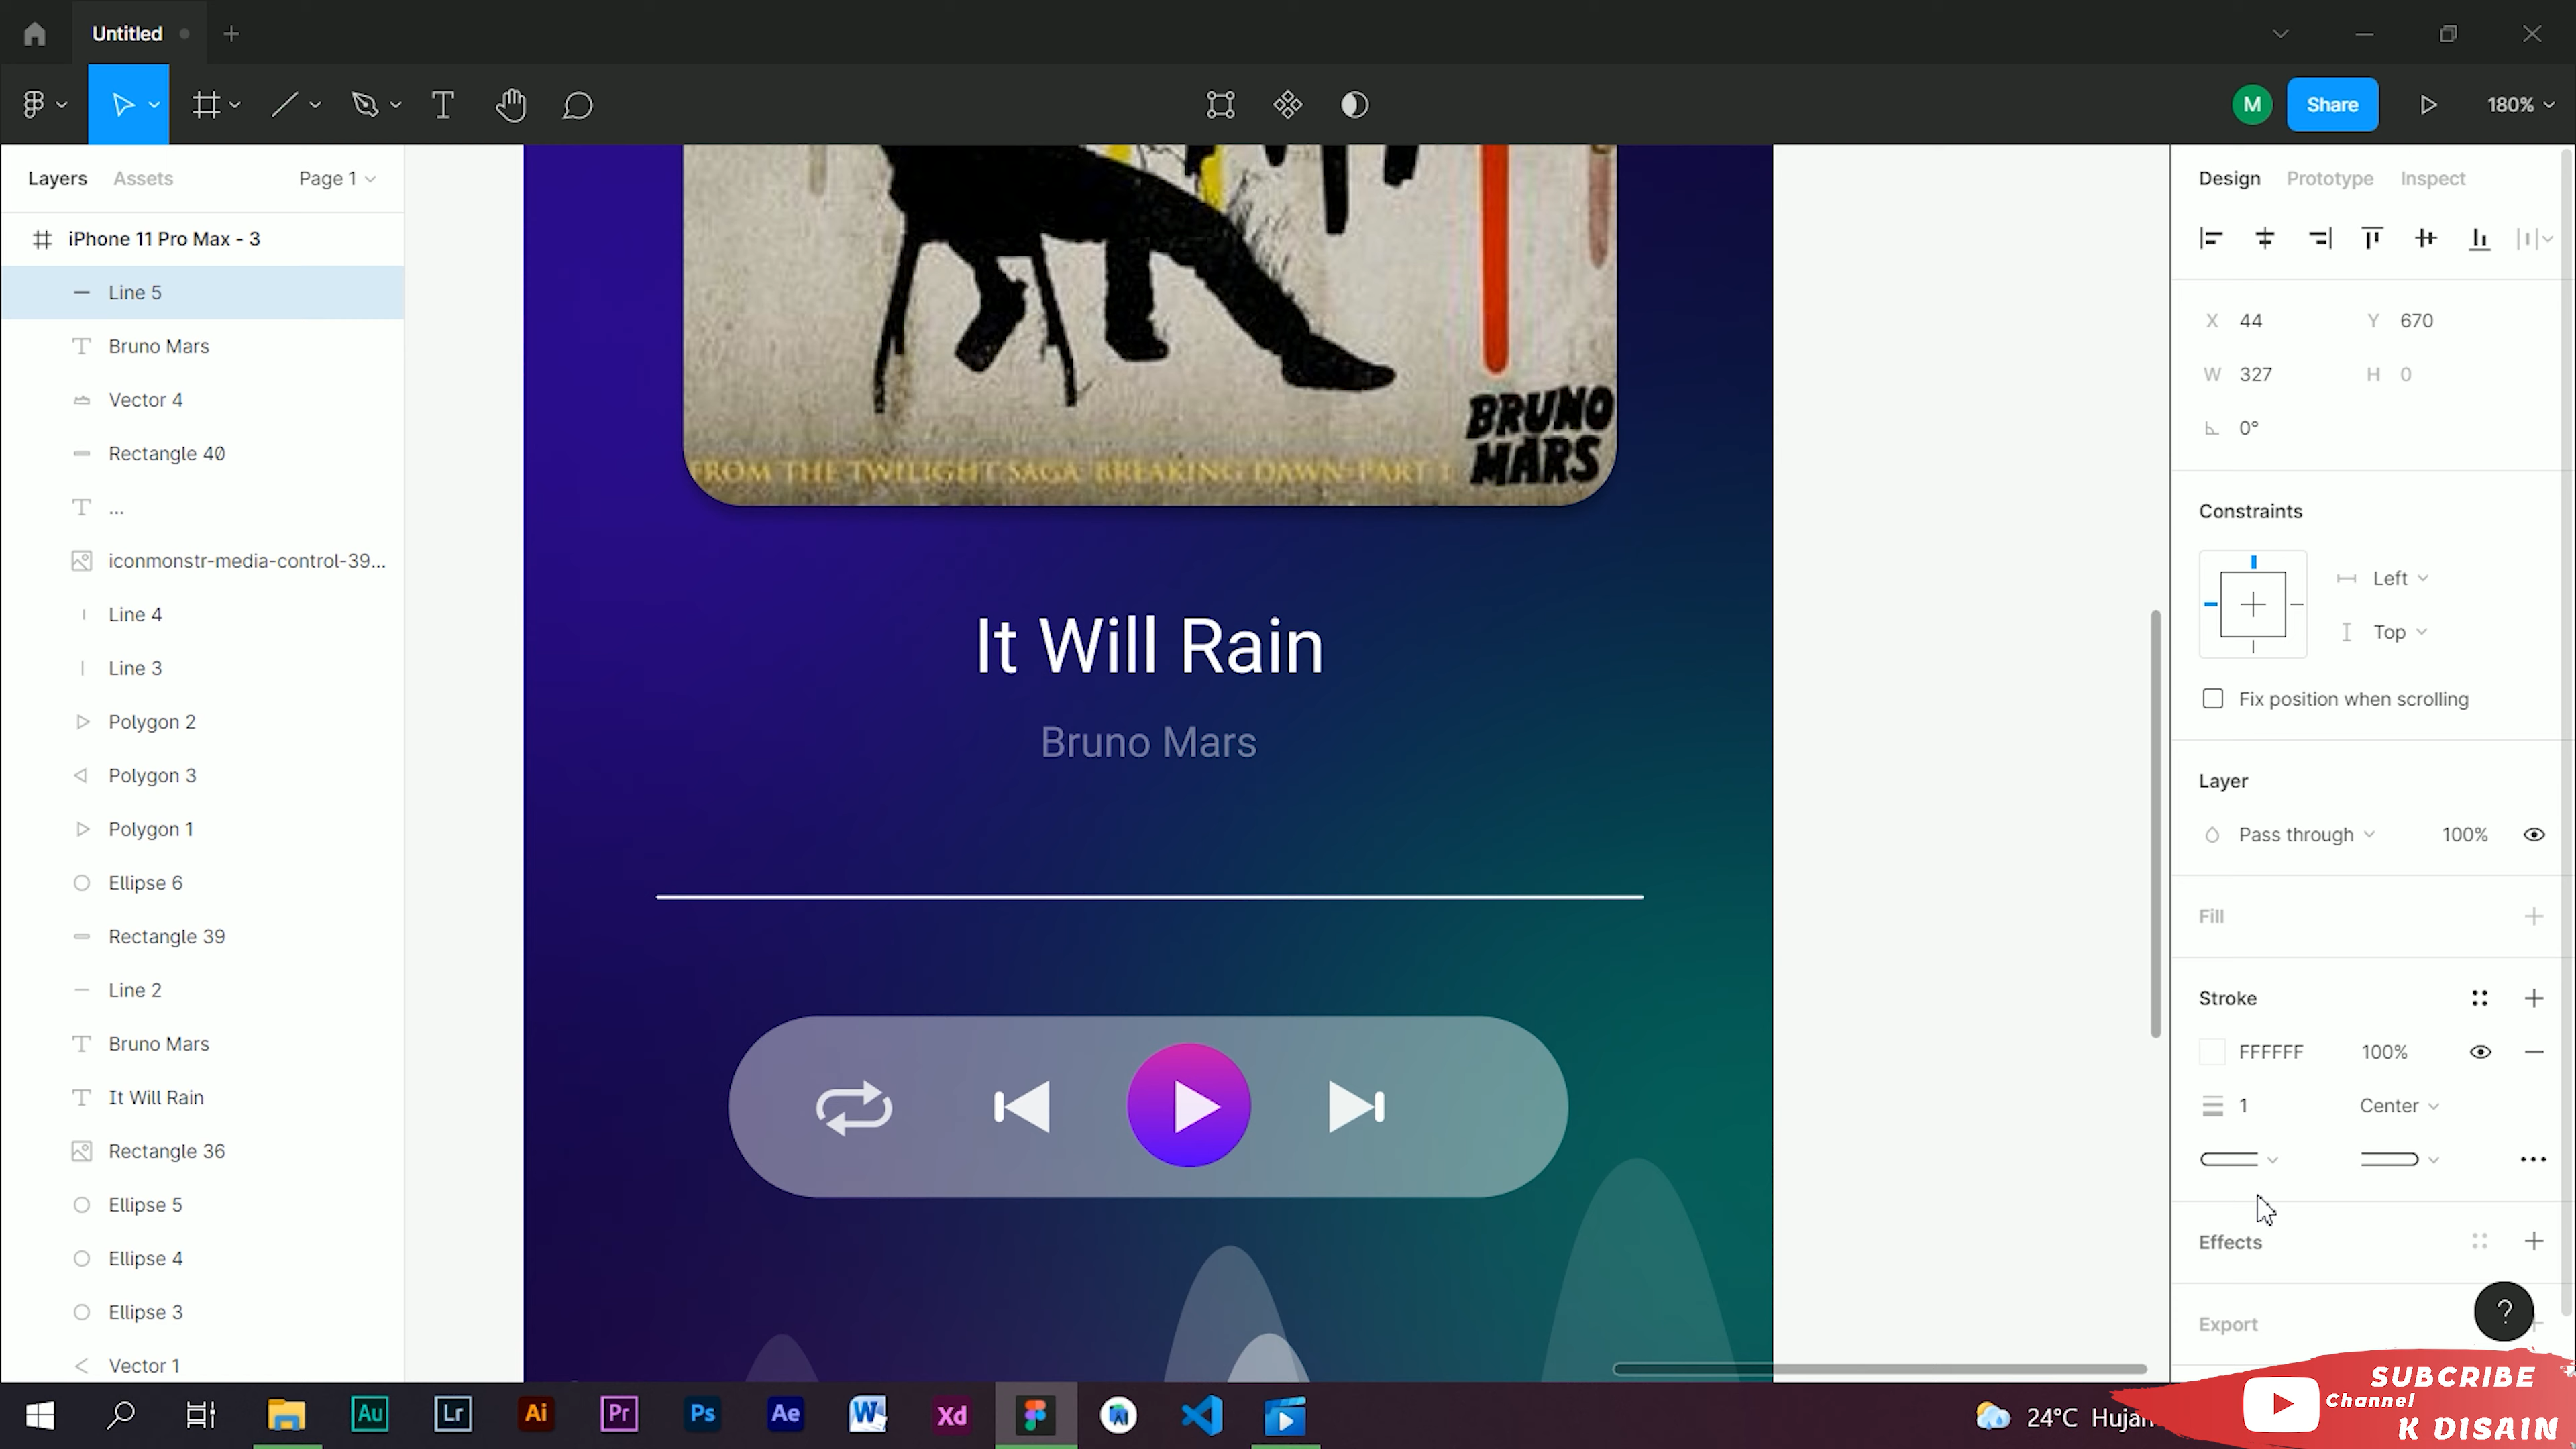 Untitled
M
Share
180%
Layers
Assets
Page 1
Design
Prototype
Inspect
iPhone 11 Pro Max - 3
Line 5
Bruno Mars
Vector 4
Rectangle 40
...
iconmonstr-media-control-39...
Line 4
Line 3
Polygon 2
Polygon 3
Polygon 1
Ellipse 6
Rectangle 39
Line 2
Bruno Mars
It Will Rain
Rectangle 36
Ellipse 5
Ellipse 4
Ellipse 3
Vector 1
BRUNO
MARS
FROM THE TWILIGHT SAGA BREAKING DAWN-PART 1
It Will Rain
Bruno Mars
X 44
Y 670
W 327
H 0
0°
Constraints
Left
Top
Fix position when scrolling
Layer
Pass through
100%
Fill
Stroke
FFFFFF
100%
1
Center
Effects
Export
?
Au
Lr
Ai
Pr
Ps
Ae
W
Xd
24°C Hujan
SUBSCRIBE
Channel
K DISAIN